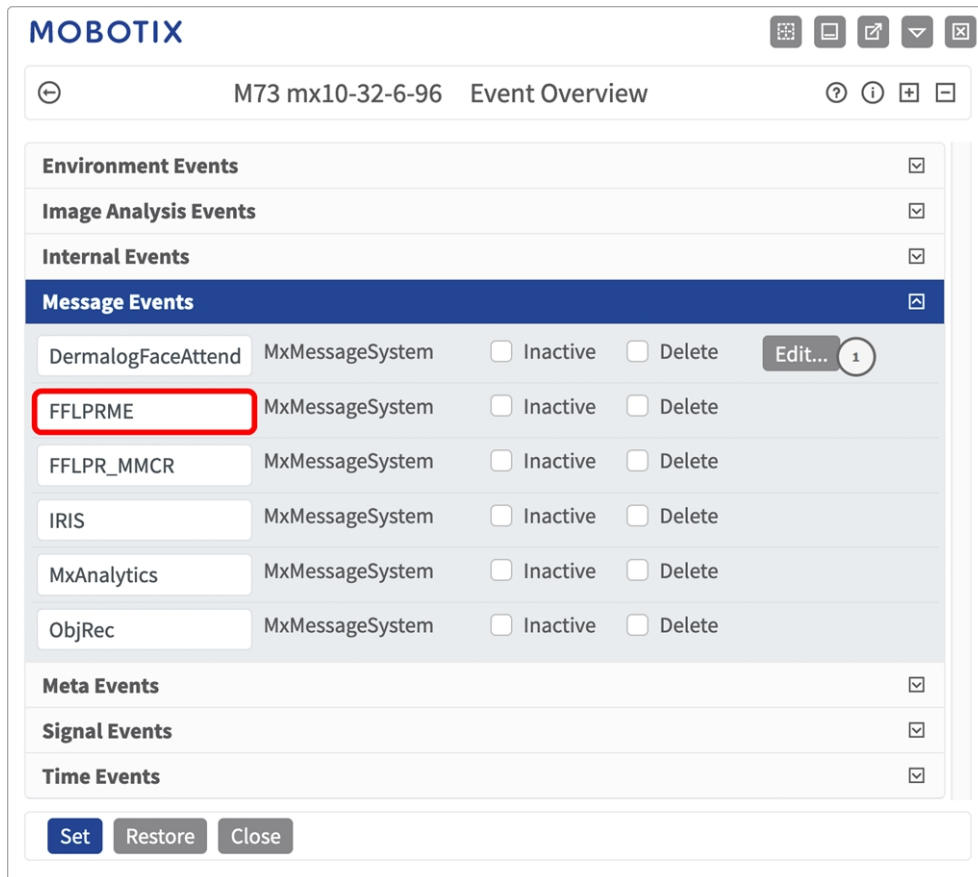 MOBOTIX
M73 mx10-32-6-96 Event Overview
Environment Events
Image Analysis Events
Internal Events
Message Events
DermalogFaceAttend MxMessageSystem Inactive Delete Edit... 1
FFLPRME MxMessageSystem Inactive Delete
FFLPR_MMCR MxMessageSystem Inactive Delete
IRIS MxMessageSystem Inactive Delete
MxAnalytics MxMessageSystem Inactive Delete
ObjRec MxMessageSystem Inactive Delete
Meta Events
Signal Events
Time Events
Set Restore Close